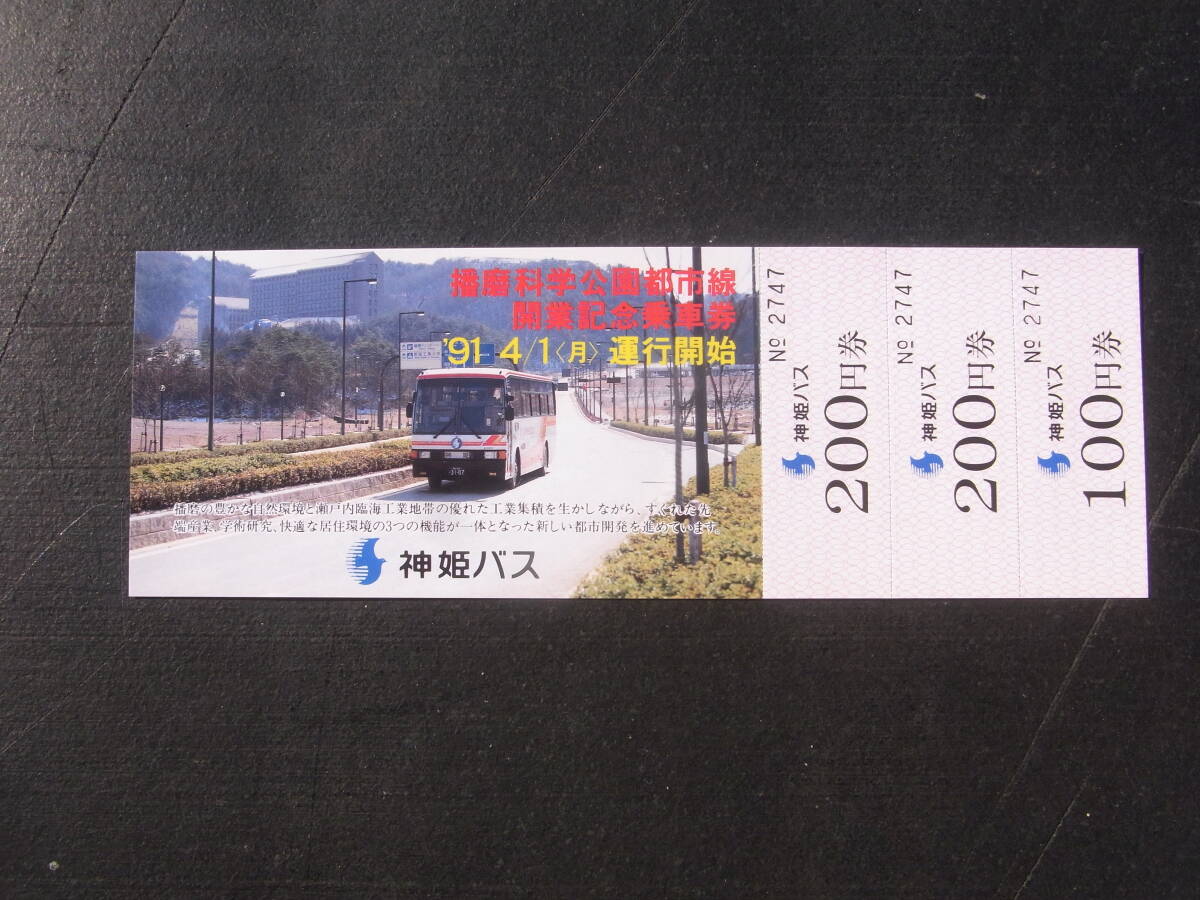 播磨科学公園都市線
開業記念乗車券
'91 4/1〈月〉運行開始
播磨の豊かな自然環境と瀬戸内臨海工業地帯の優れた工業集積を生かしながら、すぐれた先
端産業、学術研究、快適な居住環境の3つの機能が一体となった新しい都市開発を進めています。
神姫バス
№ 2747
神姫バス
200円券
№ 2747
神姫バス
200円券
№ 2747
神姫バス
100円券